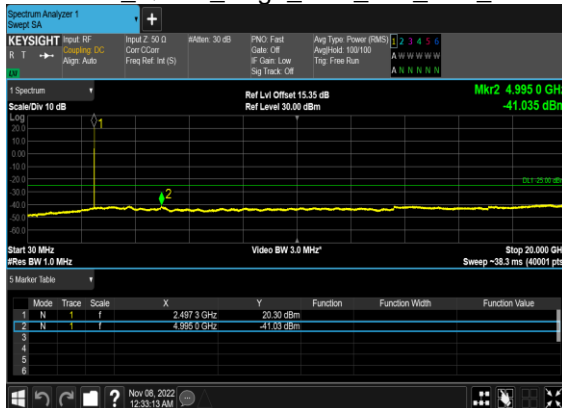 Spectrum Analyzer 1
Swept SA
+
KEYSIGHT Input: RF Input Z: 50 Ω #Atten: 30 dB PNO: Fast Avg Type: Power (RMS) 1 2 3 4 5 6
R T Coupling: DC Corr CCorr Gate: Off Avg|Hold: 100/100 A W W W W W
Align: Auto Freq Ref: Int (S) IF Gain: Low Trig: Free Run
Sig Track: Off A N N N N N
1 Spectrum
Ref Lvl Offset 15.35 dB Mkr2 4.995 0 GHz
Scale/Div 10 dB Ref Level 30.00 dBm -41.035 dBm
Log
20.0
10.0
0.00
-10.0
-20.0
-30.0
-40.0
-50.0
-60.0
1
2
DL1 -25.00 dBm
Start 30 MHz Video BW 3.0 MHz* Stop 20.000 GHz
#Res BW 1.0 MHz Sweep ~38.3 ms (40001 pts)
5 Marker Table
Mode Trace Scale X Y Function Function Width Function Value
1 N 1 f 2.497 3 GHz 20.30 dBm
2 N 1 f 4.995 0 GHz -41.03 dBm
3
4
5
6
? Nov 08, 2022
12:33:13 AM